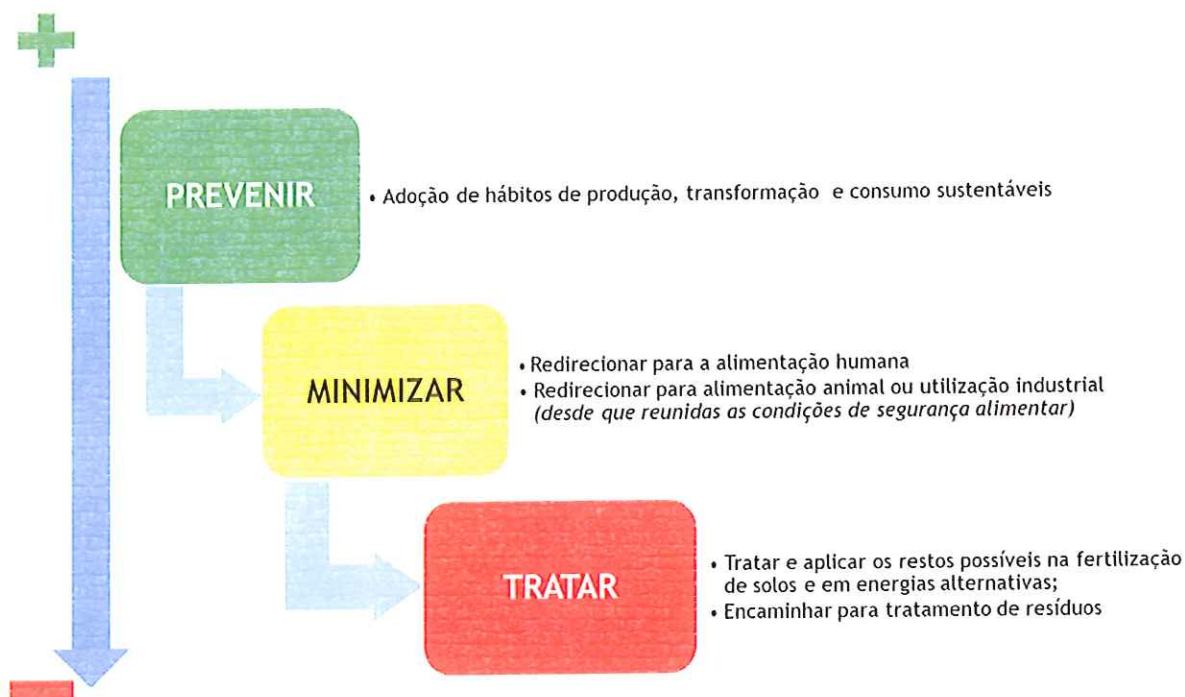 PREVENIR
• Adoção de hábitos de produção, transformação e consumo sustentáveis
MINIMIZAR
• Redirecionar para a alimentação humana
• Redirecionar para alimentação animal ou utilização industrial
(desde que reunidas as condições de segurança alimentar)
TRATAR
• Tratar e aplicar os restos possíveis na fertilização
de solos e em energias alternativas;
• Encaminhar para tratamento de resíduos